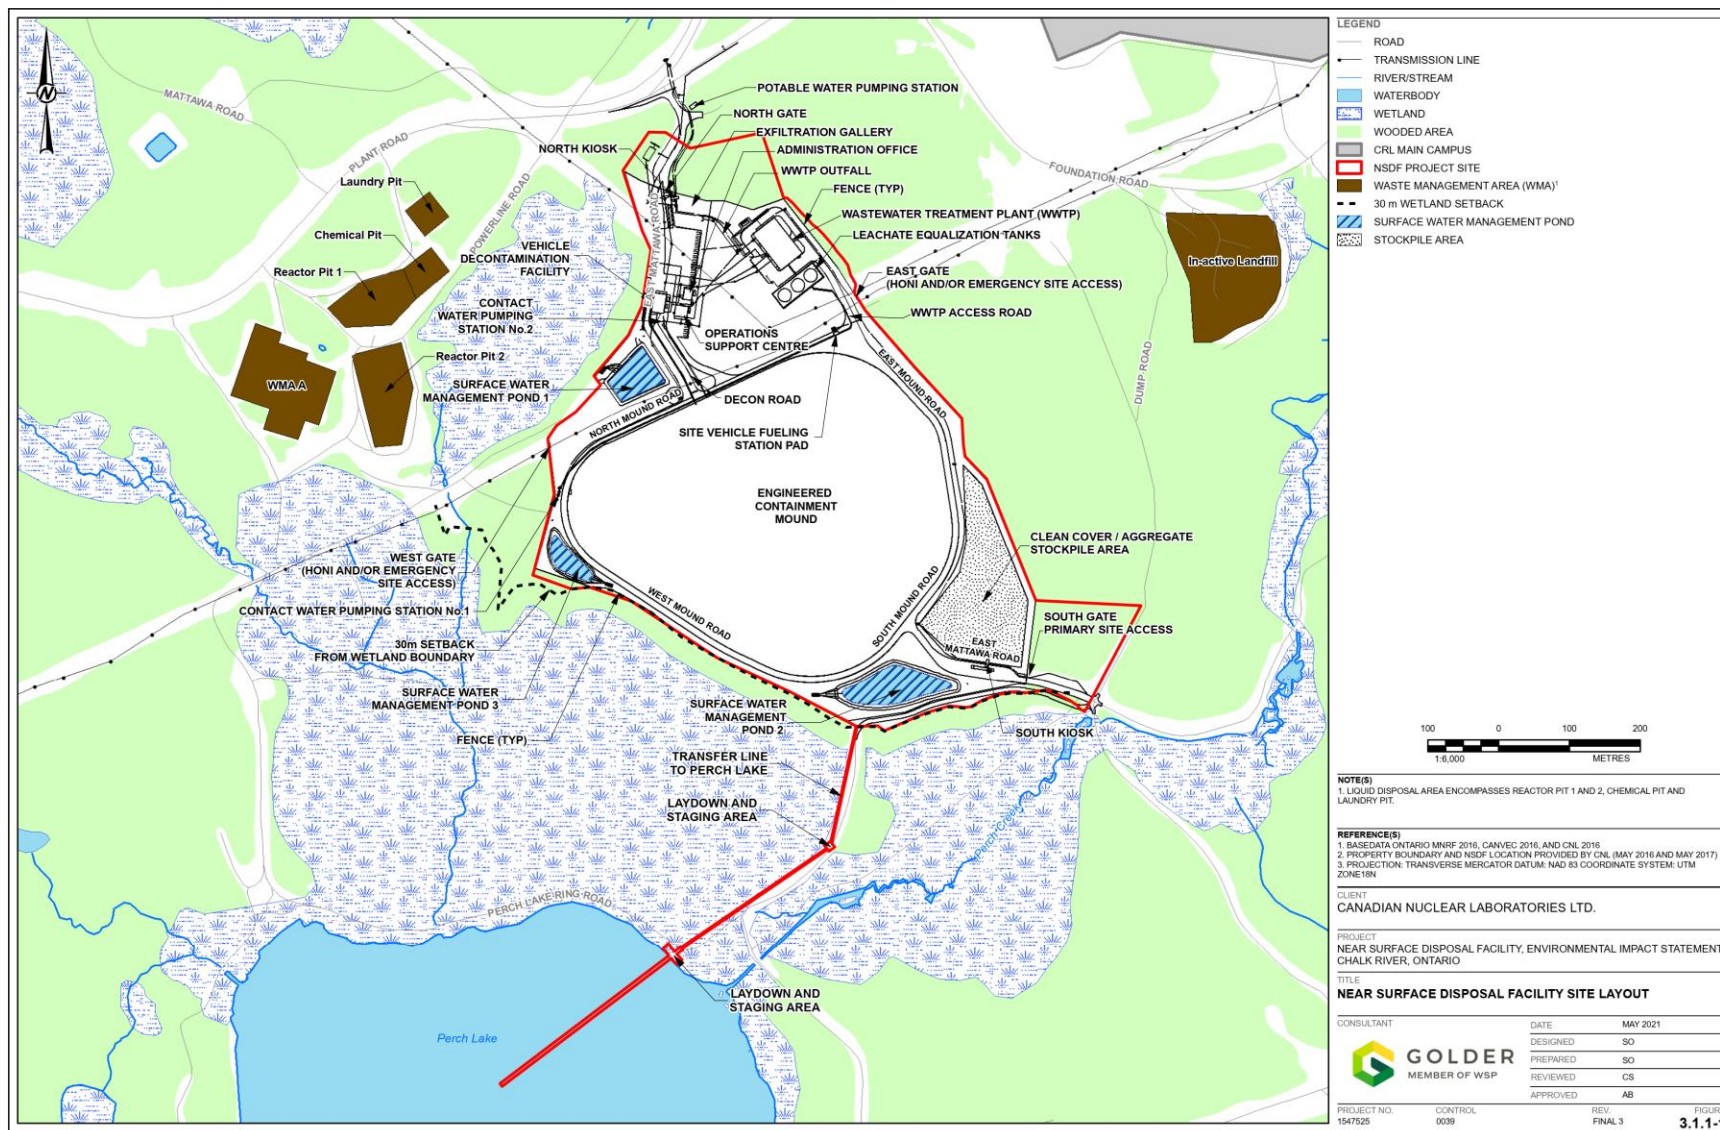 MATTAWA ROAD
PLANT ROAD
POWERLINE ROAD
FOUNDATION ROAD
DUMP ROAD
POTABLE WATER PUMPING STATION
NORTH GATE
EXFILTRATION GALLERY
NORTH KIOSK
ADMINISTRATION OFFICE
WWTP OUTFALL
FENCE (TYP)
Laundry Pit
WASTEWATER TREATMENT PLANT (WWTP)
LEACHATE EQUALIZATION TANKS
Chemical Pit
VEHICLE
DECONTAMINATION
FACILITY
EAST MATTAWA ROAD
Reactor Pit 1
EAST GATE
(HONI AND/OR EMERGENCY SITE ACCESS)
In-active Landfill
CONTACT
WATER PUMPING
STATION No.2
WWTP ACCESS ROAD
OPERATIONS
SUPPORT CENTRE
Reactor Pit 2
WMA A
SURFACE WATER
MANAGEMENT POND 1
EAST MOUND ROAD
DECON ROAD
NORTH MOUND ROAD
SITE VEHICLE FUELING
STATION PAD
ENGINEERED
CONTAINMENT
MOUND
CLEAN COVER / AGGREGATE
STOCKPILE AREA
WEST GATE
(HONI AND/OR EMERGENCY
SITE ACCESS)
CONTACT WATER PUMPING STATION No.1
WEST MOUND ROAD
SOUTH MOUND ROAD
SOUTH GATE
PRIMARY SITE ACCESS
30m SETBACK
FROM WETLAND BOUNDARY
EAST
MATTAWA ROAD
SURFACE WATER
MANAGEMENT POND 3
SURFACE WATER
MANAGEMENT
POND 2
FENCE (TYP)
SOUTH KIOSK
TRANSFER LINE
TO PERCH LAKE
LAYDOWN AND
STAGING AREA
Perch Creek
PERCH LAKE RING ROAD
LAYDOWN AND
STAGING AREA
Perch Lake
N
LEGEND
ROAD
TRANSMISSION LINE
RIVER/STREAM
WATERBODY
WETLAND
WOODED AREA
CRL MAIN CAMPUS
NSDF PROJECT SITE
WASTE MANAGEMENT AREA (WMA)¹
30 m WETLAND SETBACK
SURFACE WATER MANAGEMENT POND
STOCKPILE AREA
100 0 100 200
1:6,000 METRES
NOTE(S)
1. LIQUID DISPOSAL AREA ENCOMPASSES REACTOR PIT 1 AND 2, CHEMICAL PIT AND
LAUNDRY PIT.
REFERENCE(S)
1. BASEDATA ONTARIO MNRF 2016, CANVEC 2016, AND CNL 2016
2. PROPERTY BOUNDARY AND NSDF LOCATION PROVIDED BY CNL (MAY 2016 AND MAY 2017)
3. PROJECTION: TRANSVERSE MERCATOR DATUM: NAD 83 COORDINATE SYSTEM: UTM
ZONE18N
CLIENT
CANADIAN NUCLEAR LABORATORIES LTD.
PROJECT
NEAR SURFACE DISPOSAL FACILITY, ENVIRONMENTAL IMPACT STATEMENT
CHALK RIVER, ONTARIO
TITLE
NEAR SURFACE DISPOSAL FACILITY SITE LAYOUT
CONSULTANT
GOLDER
MEMBER OF WSP
DATE MAY 2021
DESIGNED SO
PREPARED SO
REVIEWED CS
APPROVED AB
PROJECT NO. CONTROL REV. FIGUR
1547525 0039 FINAL 3 3.1.1-